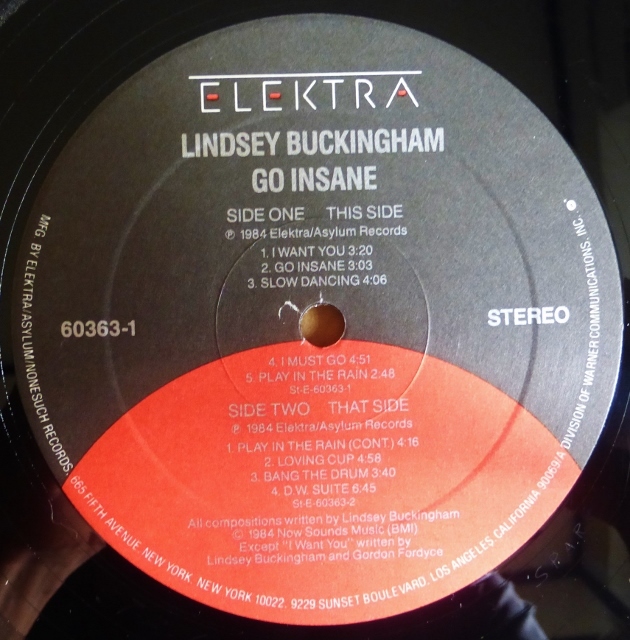 ELEKTRA
LINDSEY BUCKINGHAM
GO INSANE
SIDE ONE THIS SIDE
℗ 1984 Elektra/Asylum Records
1. I WANT YOU 3:20
2. GO INSANE 3:03
3. SLOW DANCING 4:06
60363-1
STEREO
4. I MUST GO 4:51
5. PLAY IN THE RAIN 2:48
St-E-60363-1
SIDE TWO THAT SIDE
℗ 1984 Elektra/Asylum Records
1. PLAY IN THE RAIN (CONT.) 4:16
2. LOVING CUP 4:58
3. BANG THE DRUM 3:40
4. D.W. SUITE 6:45
St-E-60363-2
All compositions written by Lindsey Buckingham
© 1984 Now Sounds Music (BMI)
Except "I Want You" written by
Lindsey Buckingham and Gordon Fordyce
MFG. BY ELEKTRA/ASYLUM/NONESUCH RECORDS, 665 FIFTH AVENUE, NEW YORK, NEW YORK 10022. 9229 SUNSET BOULEVARD, LOS ANGELES, CALIFORNIA 90069/A DIVISION OF WARNER COMMUNICATIONS, INC.